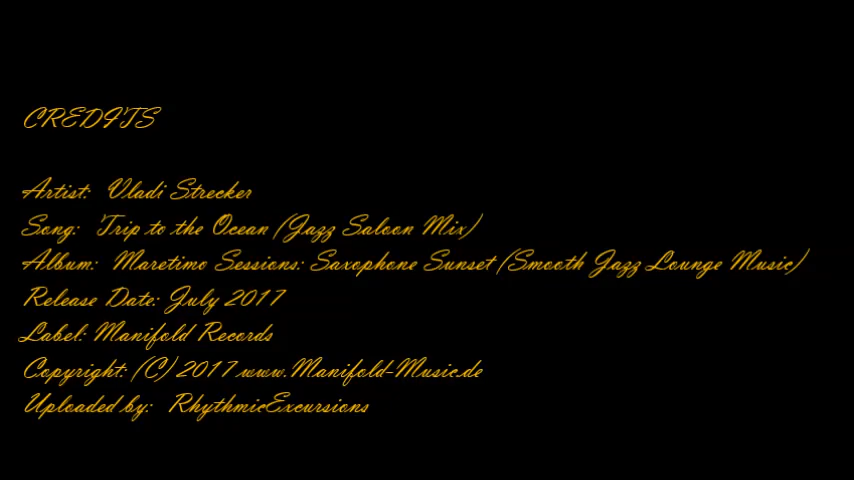 CREDITS
Artist: Vladi Strecker
Song: Trip to the Ocean (Jazz Saloon Mix)
Album: Maretimo Sessions: Saxophone Sunset (Smooth Jazz Lounge Music)
Release Date: July 2017
Label: Manifold Records
Copyright: (C) 2017 www.Manifold-Music.de
Uploaded by: RhythmicExcursions